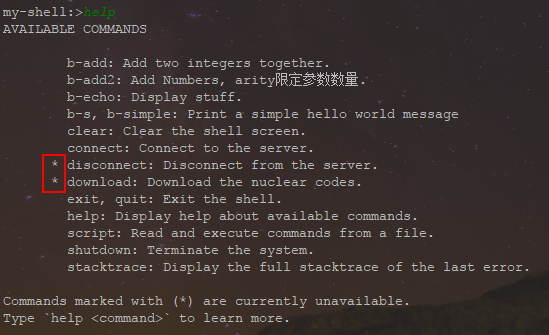 my-shell:>help
AVAILABLE COMMANDS
b-add: Add two integers together.
b-add2: Add Numbers, arity限定参数数量.
b-echo: Display stuff.
b-s, b-simple: Print a simple hello world message
clear: Clear the shell screen.
connect: Connect to the server.
* disconnect: Disconnect from the server.
* download: Download the nuclear codes.
exit, quit: Exit the shell.
help: Display help about available commands.
script: Read and execute commands from a file.
shutdown: Terminate the system.
stacktrace: Display the full stacktrace of the last error.
Commands marked with (*) are currently unavailable.
Type `help <command>` to learn more.